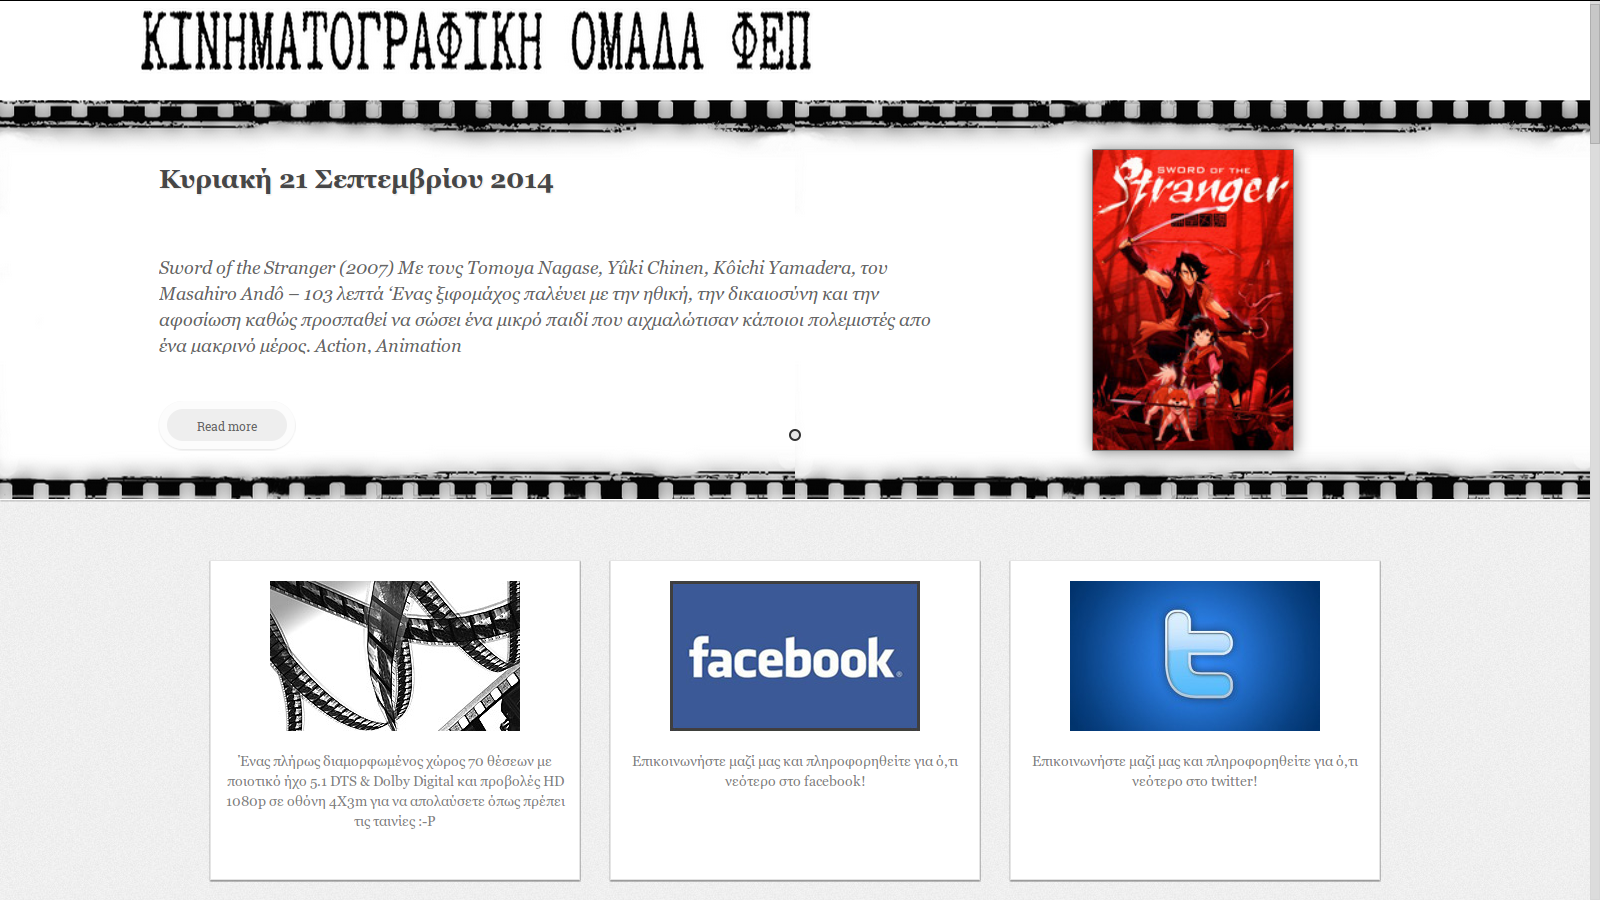 ΚΙΝΗΜΑΤΟΓΡΑΦΙΚΗ ΟΜΑΔΑ ΦΕΠ
Κυριακή 21 Σεπτεμβρίου 2014
Sword of the Stranger (2007) Με τους Tomoya Nagase, Yûki Chinen, Kôichi Yamadera, του
Masahiro Andô – 103 λεπτά ‘Ενας ξιφομάχος παλέυει με την ηθική, την δικαιοσύνη και την
αφοσίωση καθώς προσπαθεί να σώσει ένα μικρό παιδί που αιχμαλώτισαν κάποιοι πολεμιστές απο
ένα μακρινό μέρος. Action, Animation
Read more
SWORD OF THE
Stranger
facebook
t
Ένας πλήρως διαμορφωμένος χώρος 70 θέσεων με
ποιοτικό ήχο 5.1 DTS & Dolby Digital και προβολές HD
1080p σε οθόνη 4Χ3m για να απολαύσετε όπως πρέπει
τις ταινίες :-P
Επικοινωνήστε μαζί μας και πληροφορηθείτε για ό,τι
νεότερο στο facebook!
Επικοινωνήστε μαζί μας και πληροφορηθείτε για ό,τι
νεότερο στο twitter!